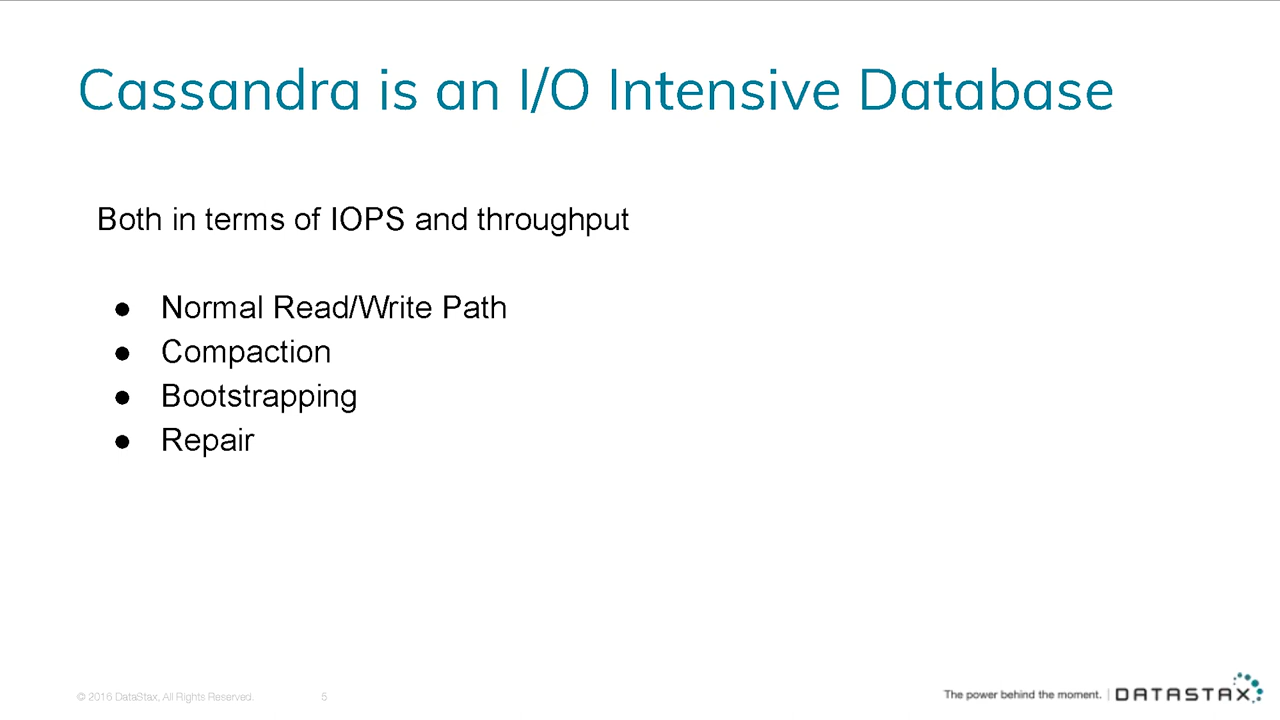 Cassandra is an I/O Intensive Database
Both in terms of IOPS and throughput
● Normal Read/Write Path
● Compaction
● Bootstrapping
● Repair
© 2016 DataStax, All Rights Reserved. 5
The power behind the moment. | DATASTAX